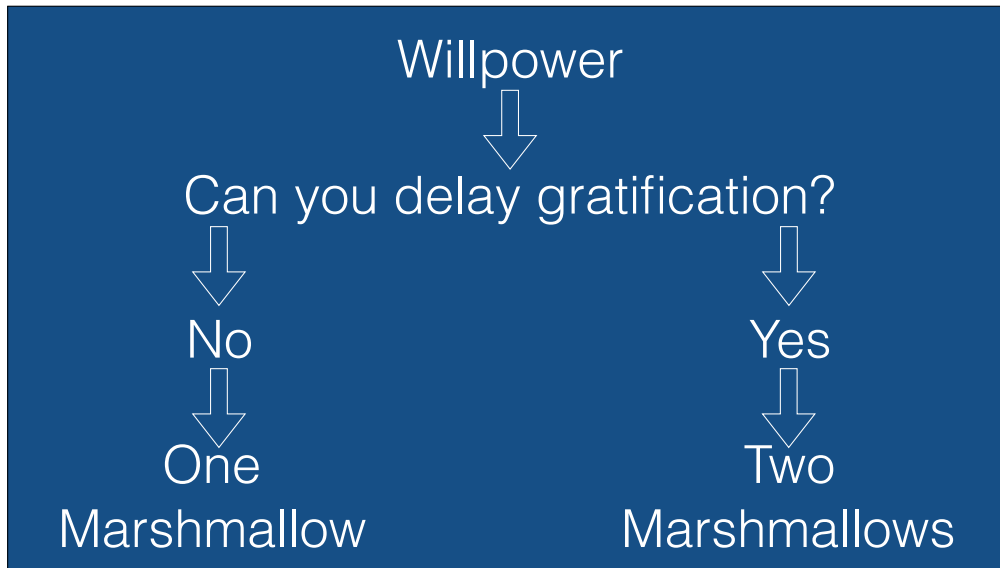 Willpower
Can you delay gratification?
No
Yes
One
Marshmallow
Two
Marshmallows